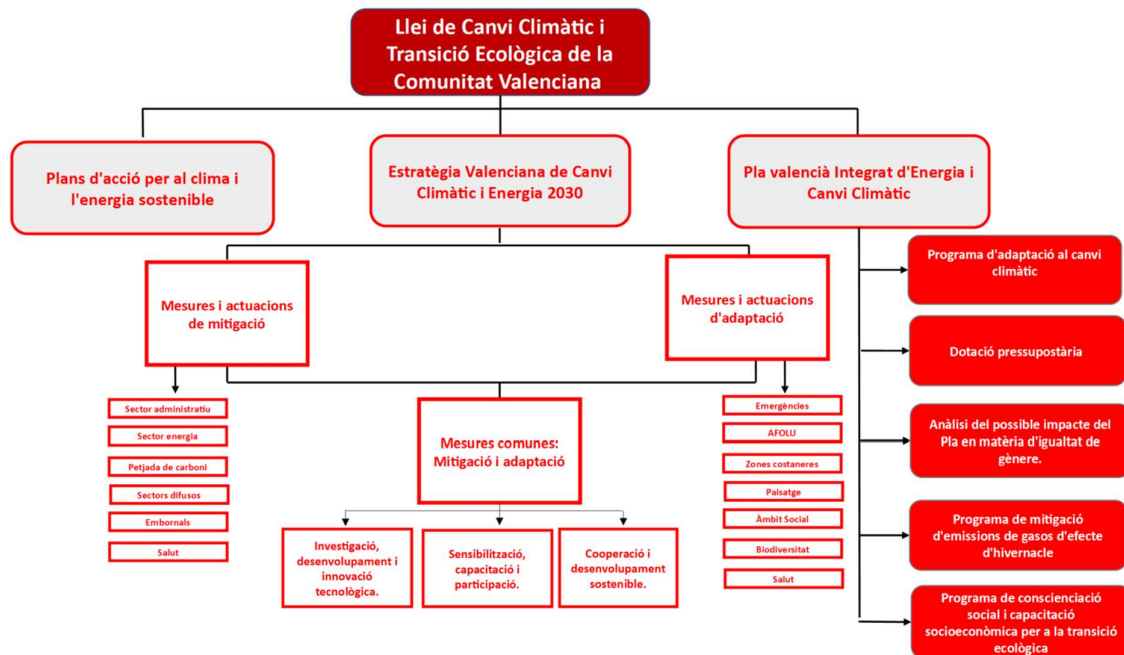 Llei de Canvi Climàtic i
Transició Ecològica de la
Comunitat Valenciana
Plans d'acció per al clima i
l'energia sostenible
Estratègia Valenciana de Canvi
Climàtic i Energia 2030
Pla valencià Integrat d'Energia i
Canvi Climàtic
Mesures i actuacions
de mitigació
Mesures i actuacions
d'adaptació
Sector administratiu
Sector energia
Petjada de carboni
Sectors difusos
Embornals
Salut
Mesures comunes:
Mitigació i adaptació
Investigació,
desenvolupament i
innovació
tecnològica.
Sensibilització,
capacitació i
participació.
Cooperació i
desenvolupament
sostenible.
Emergències
AFOLU
Zones costaneres
Paisatge
Àmbit Social
Biodiversitat
Salut
Programa d'adaptació al canvi
climàtic
Dotació pressupostària
Anàlisi del possible impacte del
Pla en matèria d'igualtat de
gènere.
Programa de mitigació
d'emissions de gasos d'efecte
d'hivernacle
Programa de conscienciació
social i capacitació
socioeconòmica per a la transició
ecològica